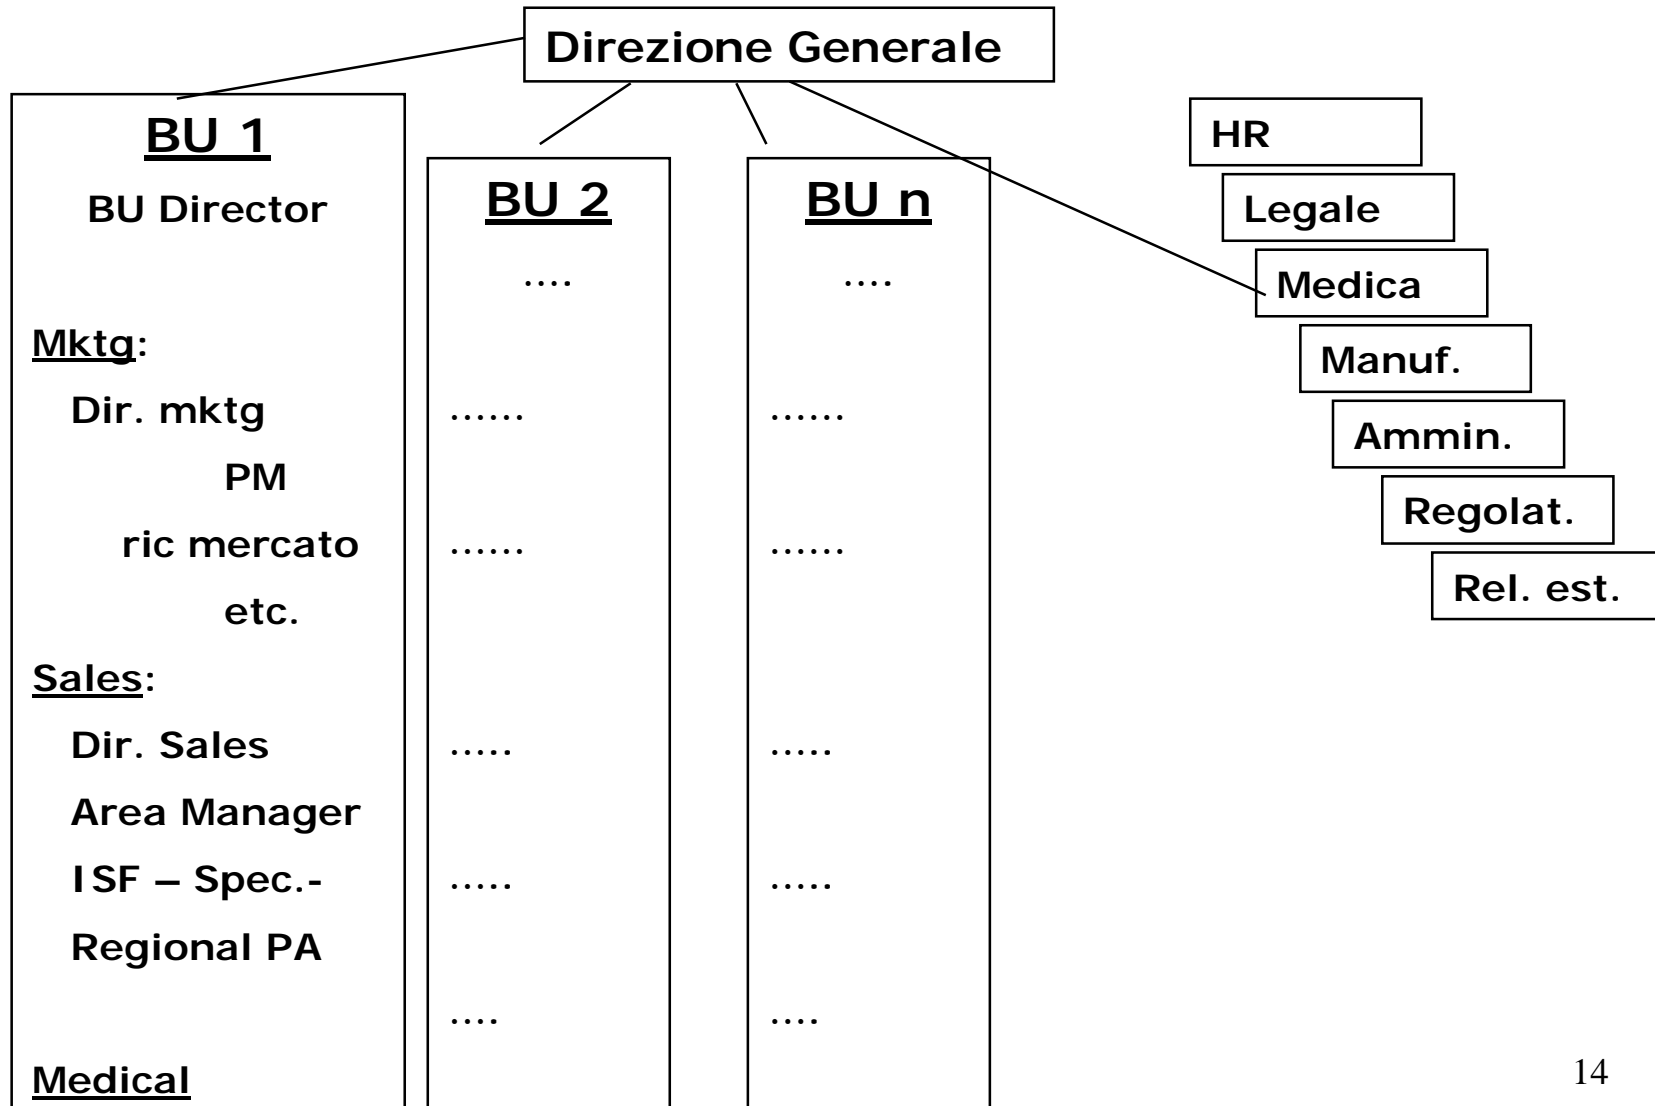 Direzione Generale
BU 1
BU Director
Mktg:
Dir. mktg
PM
ric mercato
etc.
Sales:
Dir. Sales
Area Manager
ISF – Spec.-
Regional PA
Medical
BU 2
....
......
......
.....
.....
....
BU n
....
......
......
.....
.....
....
HR
Legale
Medica
Manuf.
Ammin.
Regolat.
Rel. est.
14